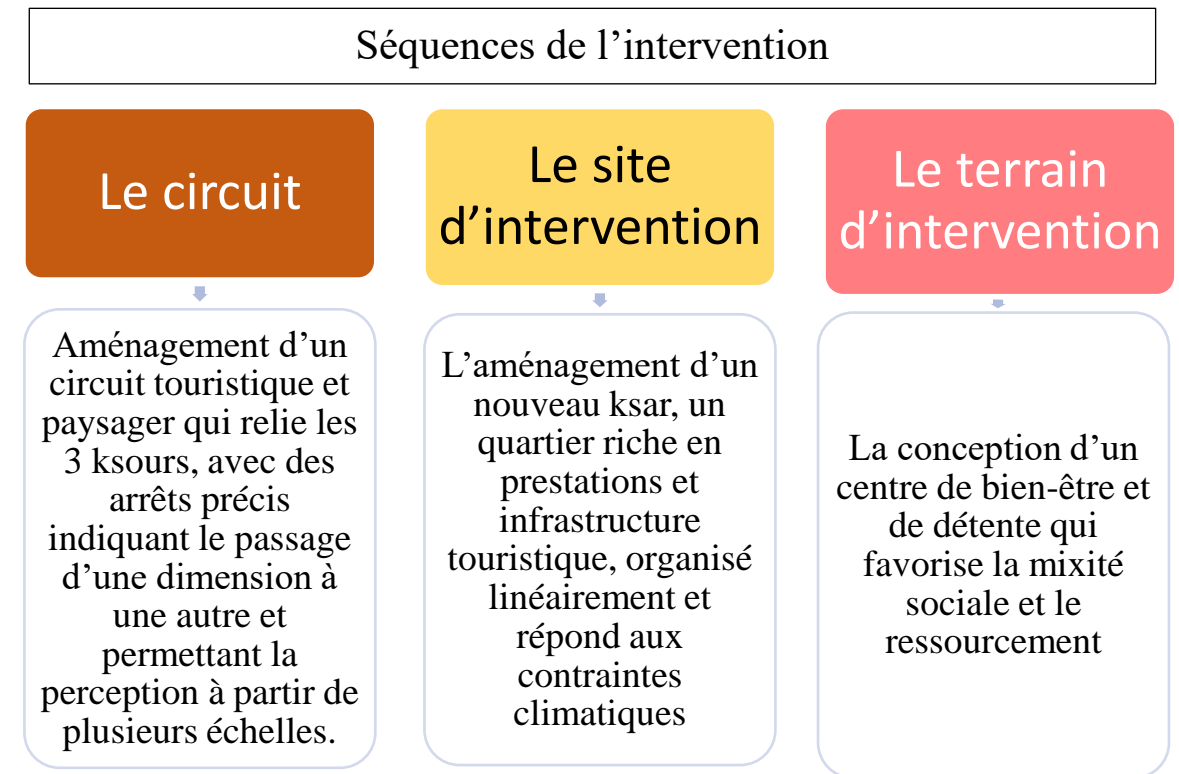 Séquences de l’intervention
Le circuit
Aménagement d’un
circuit touristique et
paysager qui relie les
3 ksours, avec des
arrêts précis
indiquant le passage
d’une dimension à
une autre et
permettant la
perception à partir de
plusieurs échelles.
Le site
d’intervention
L’aménagement d’un
nouveau ksar, un
quartier riche en
prestations et
infrastructure
touristique, organisé
linéairement et
répond aux
contraintes
climatiques
Le terrain
d’intervention
La conception d’un
centre de bien-être et
de détente qui
favorise la mixité
sociale et le
ressourcement